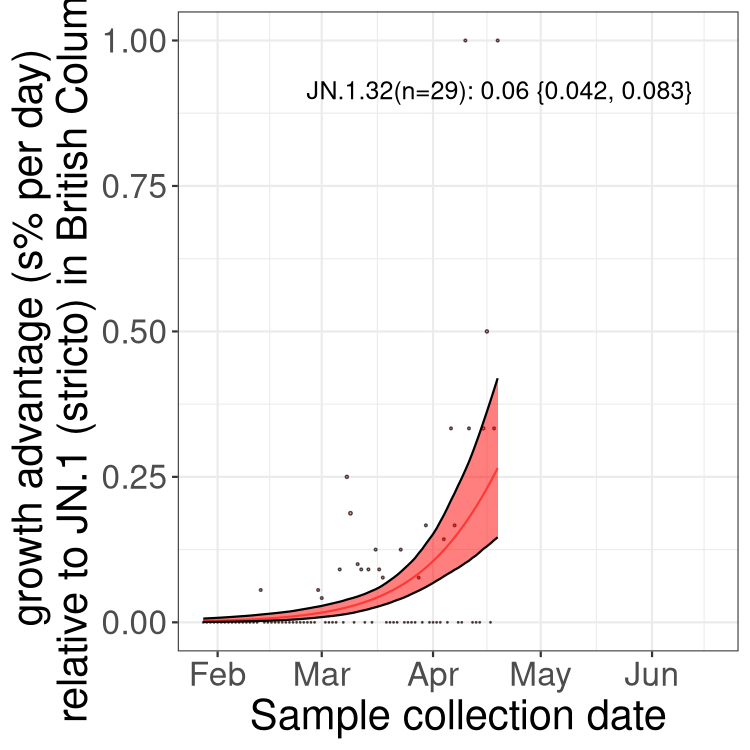 growth advantage (s% per day)
relative to JN.1 (stricto) in British Colum
1.00
0.75
0.50
0.25
0.00
JN.1.32(n=29): 0.06 {0.042, 0.083}
Feb Mar Apr May Jun
Sample collection date